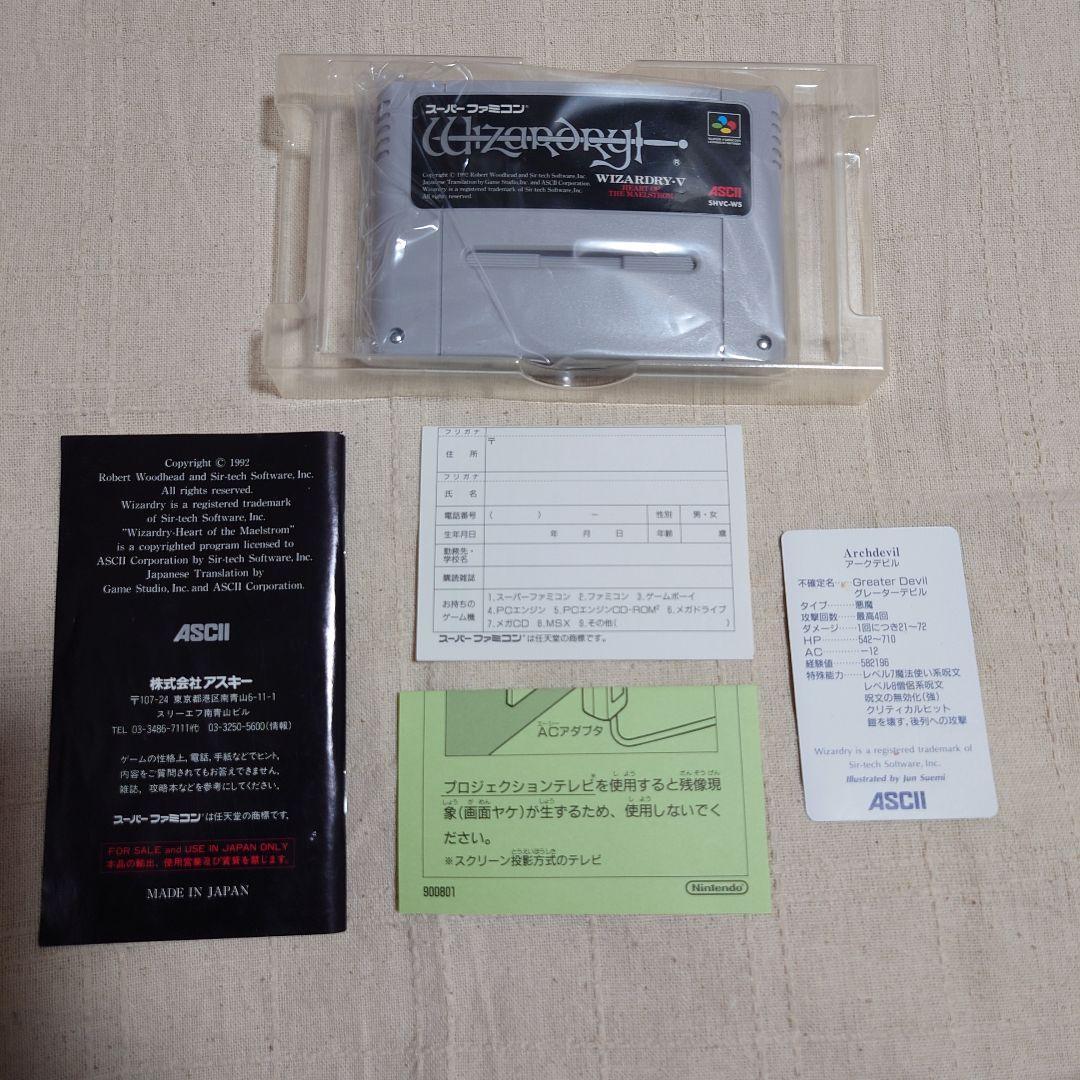 スーパーファミコン
Wizardry
®
SUPER FAMICOM
Copyright © 1992 Robert Woodhead and Sir-tech Software, Inc.
Japanese Translation by Game Studio, Inc. and ASCII Corporation.
Wizardry is a registered trademark of Sir-tech Software, Inc.
All rights reserved.
WIZARDRY·V
HEART OF
THE MAELSTROM
ASCII
SHVC-W5
Copyright © 1992
Robert Woodhead and Sir-tech Software, Inc.
All rights reserved.
Wizardry is a registered trademark
of Sir-tech Software, Inc.
"Wizardry-Heart of the Maelstrom"
is a copyrighted program licensed to
ASCII Corporation by Sir-tech Software, Inc.
Japanese Translation by
Game Studio, Inc. and ASCII Corporation.
ASCII
株式会社アスキー
〒107-24 東京都港区南青山6-11-1
スリーエフ南青山ビル
TEL 03-3486-7111代 03-3250-5600(情報)
ゲームの性格上,電話,手紙などでヒント,
内容をご質問されてもお答えできません。
雑誌,攻略本などを参考にしてください。
スーパーファミコン®は任天堂の商標です。
FOR SALE and USE IN JAPAN ONLY
本品の輸出、使用営業及び賃貸を禁じます。
MADE IN JAPAN
フリガナ
住所
〒
フリガナ
氏名
電話番号 ( ) − 性別 男・女
生年月日 年 月 日 年齢 歳
勤務先・
学校名
購読雑誌
お持ちの
ゲーム機
1.スーパーファミコン 2.ファミコン 3.ゲームボーイ
4.PCエンジン 5.PCエンジンCD-ROM² 6.メガドライブ
7.メガCD 8.MSX 9.その他( )
スーパーファミコン®は任天堂の商標です。
エーシー
ACアダプタ
プロジェクションテレビを使用すると残像現
象(画面ヤケ)が生ずるため、使用しないでく
ださい。
※スクリーン投影方式のテレビ
900801
Nintendo
Archdevil
アークデビル
不確定名…Greater Devil
グレーターデビル
タイプ………悪魔
攻撃回数……最高4回
ダメージ……1回につき21〜72
HP…………542〜710
AC…………−12
経験値………582196
特殊能力……レベル7魔法使い系呪文
レベル6僧侶系呪文
呪文の無効化(強)
クリティカルヒット
鎧を壊す,後列への攻撃
Wizardry is a registered trademark of
Sir-tech Software, Inc.
Illustrated by Jun Suemi
ASCII